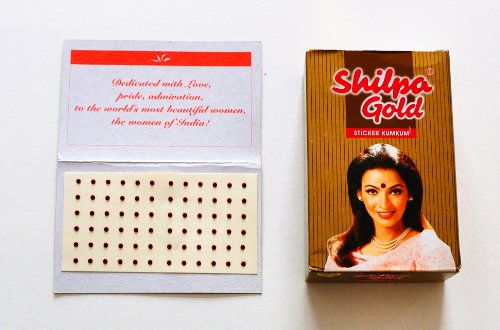 Dedicated with Love,
pride, admiration,
to the world's most beautiful women,
the women of India!
Shilpa
Gold
STICKER KUMKUM